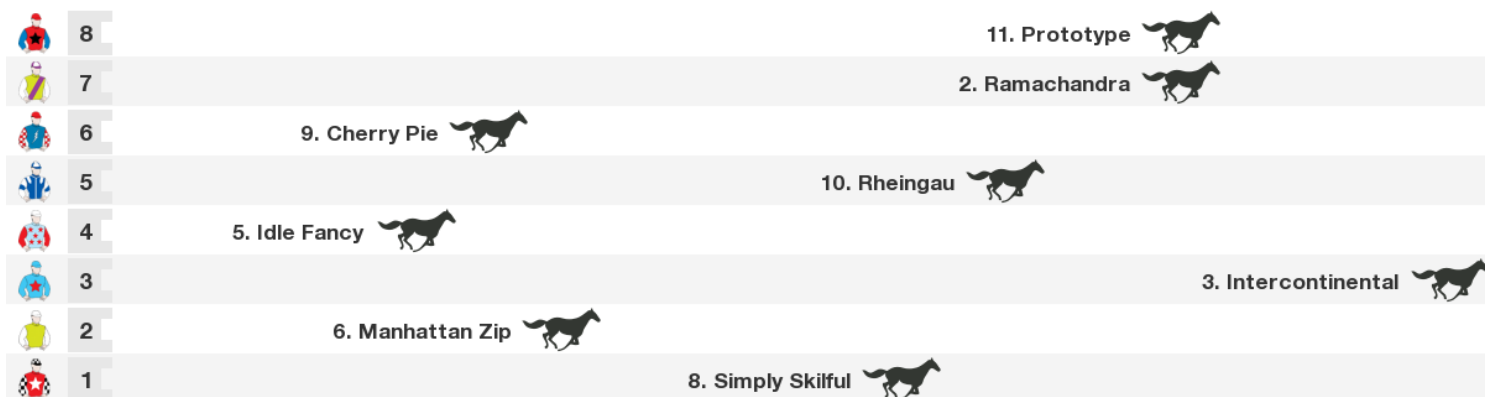 8 11. Prototype
7 2. Ramachandra
6 9. Cherry Pie
5 10. Rheingau
4 5. Idle Fancy
3 3. Intercontinental
2 6. Manhattan Zip
1 8. Simply Skilful